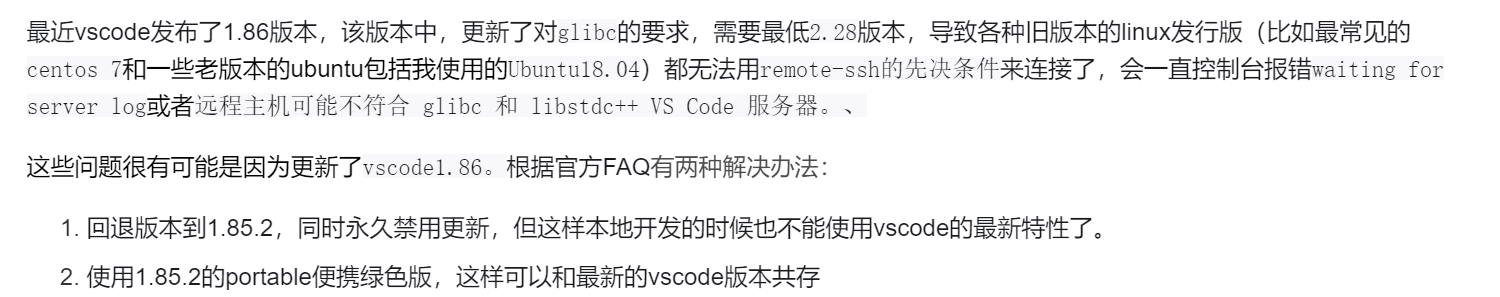 最近vscode发布了1.86版本，该版本中，更新了对glibc的要求，需要最低2.28版本，导致各种旧版本的linux发行版（比如最常见的
centos 7和一些老版本的ubuntu包括我使用的Ubuntu18.04）都无法用remote-ssh的先决条件来连接了，会一直控制台报错waiting for
server log或者远程主机可能不符合 glibc 和 libstdc++ VS Code 服务器。、
这些问题很有可能是因为更新了vscode1.86。根据官方FAQ有两种解决办法：
1. 回退版本到1.85.2，同时永久禁用更新，但这样本地开发的时候也不能使用vscode的最新特性了。
2. 使用1.85.2的portable便携绿色版，这样可以和最新的vscode版本共存